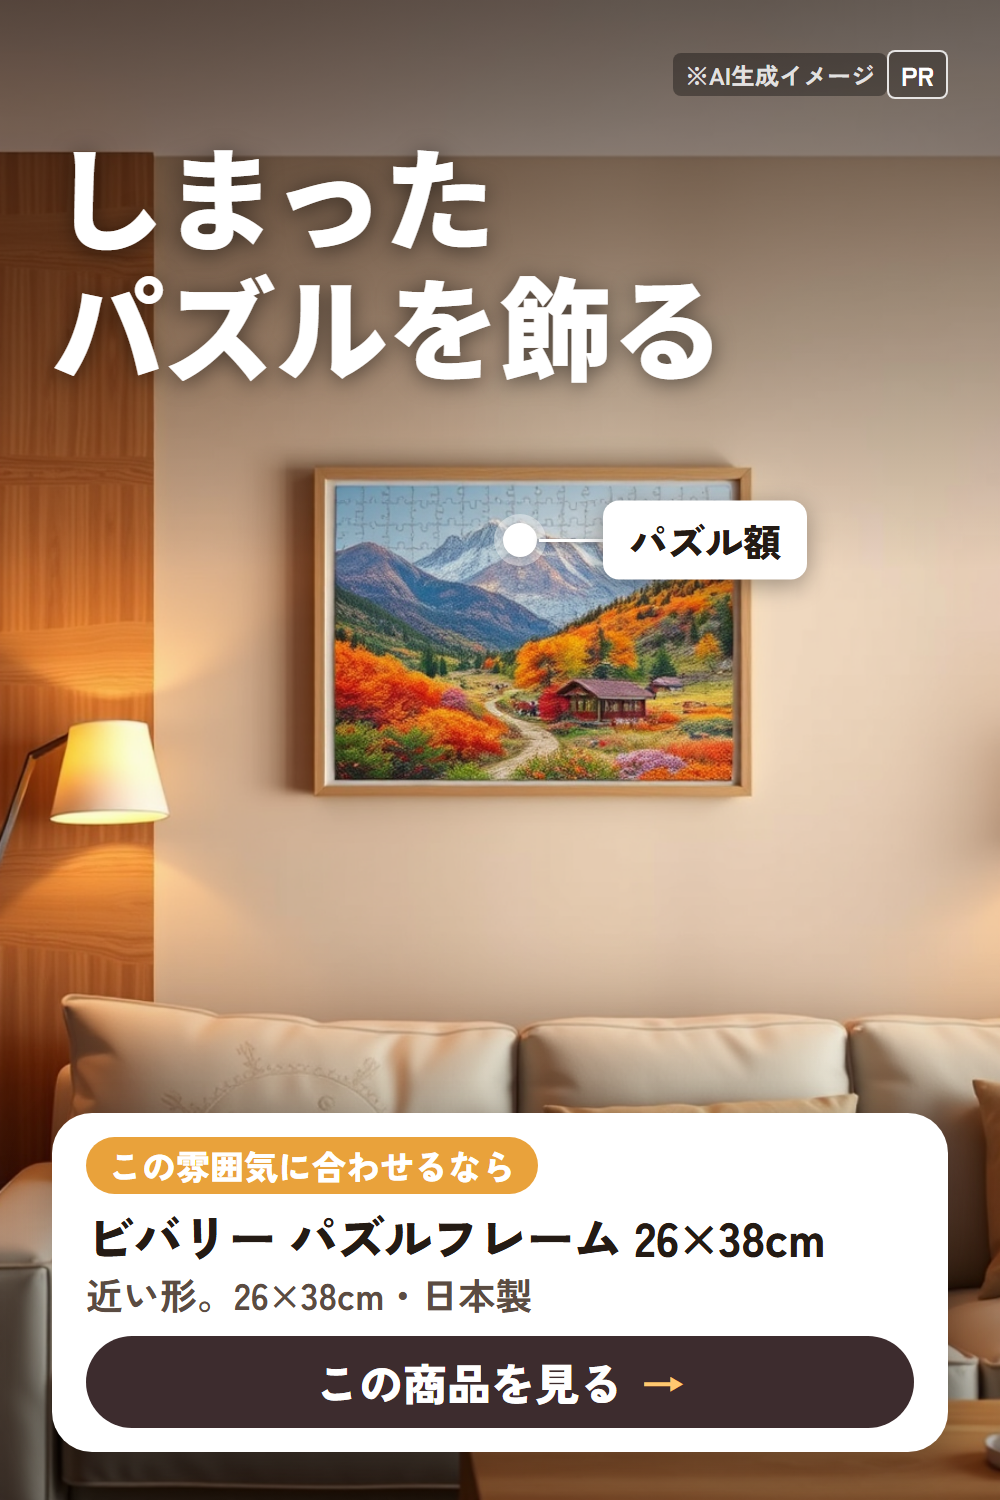 ※AI生成イメージ
PR
しまった
パズルを飾る
パズル額
この雰囲気に合わせるなら
ビバリー パズルフレーム 26×38cm
近い形。26×38cm・日本製
この商品を見る →